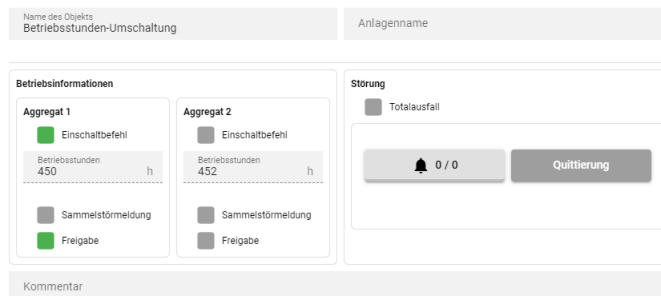 Name des Objekts
Betriebsstunden-Umschaltung
Anlagenname
Betriebsinformationen
Aggregat 1
Einschaltbefehl
Betriebsstunden
450 h
Sammelstörmeldung
Freigabe
Aggregat 2
Einschaltbefehl
Betriebsstunden
452 h
Sammelstörmeldung
Freigabe
Störung
Totalausfall
0 / 0
Quittierung
Kommentar